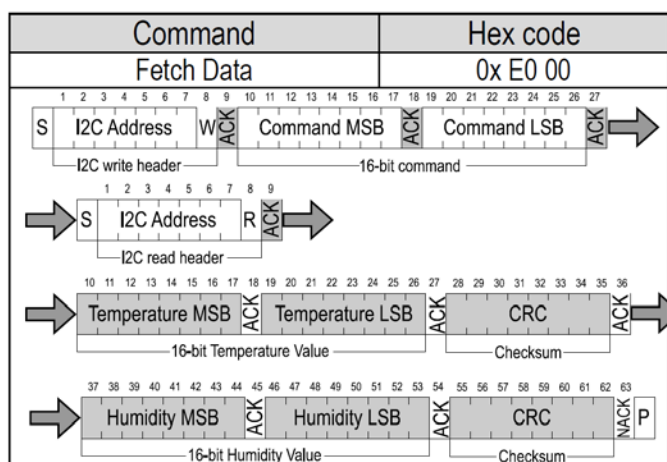 Command Hex code
Fetch Data 0x E0 00
1 2 3 4 5 6 7 8 9 10 11 12 13 14 15 16 17 18 19 20 21 22 23 24 25 26 27
S I2C Address W ACK Command MSB ACK Command LSB ACK
I2C write header 16-bit command
1 2 3 4 5 6 7 8 9
S I2C Address R ACK
I2C read header
10 11 12 13 14 15 16 17 18 19 20 21 22 23 24 25 26 27 28 29 30 31 32 33 34 35 36
Temperature MSB ACK Temperature LSB ACK CRC ACK
16-bit Temperature Value Checksum
37 38 39 40 41 42 43 44 45 46 47 48 49 50 51 52 53 54 55 56 57 58 59 60 61 62 63
Humidity MSB ACK Humidity LSB ACK CRC NACK P
16-bit Humidity Value Checksum